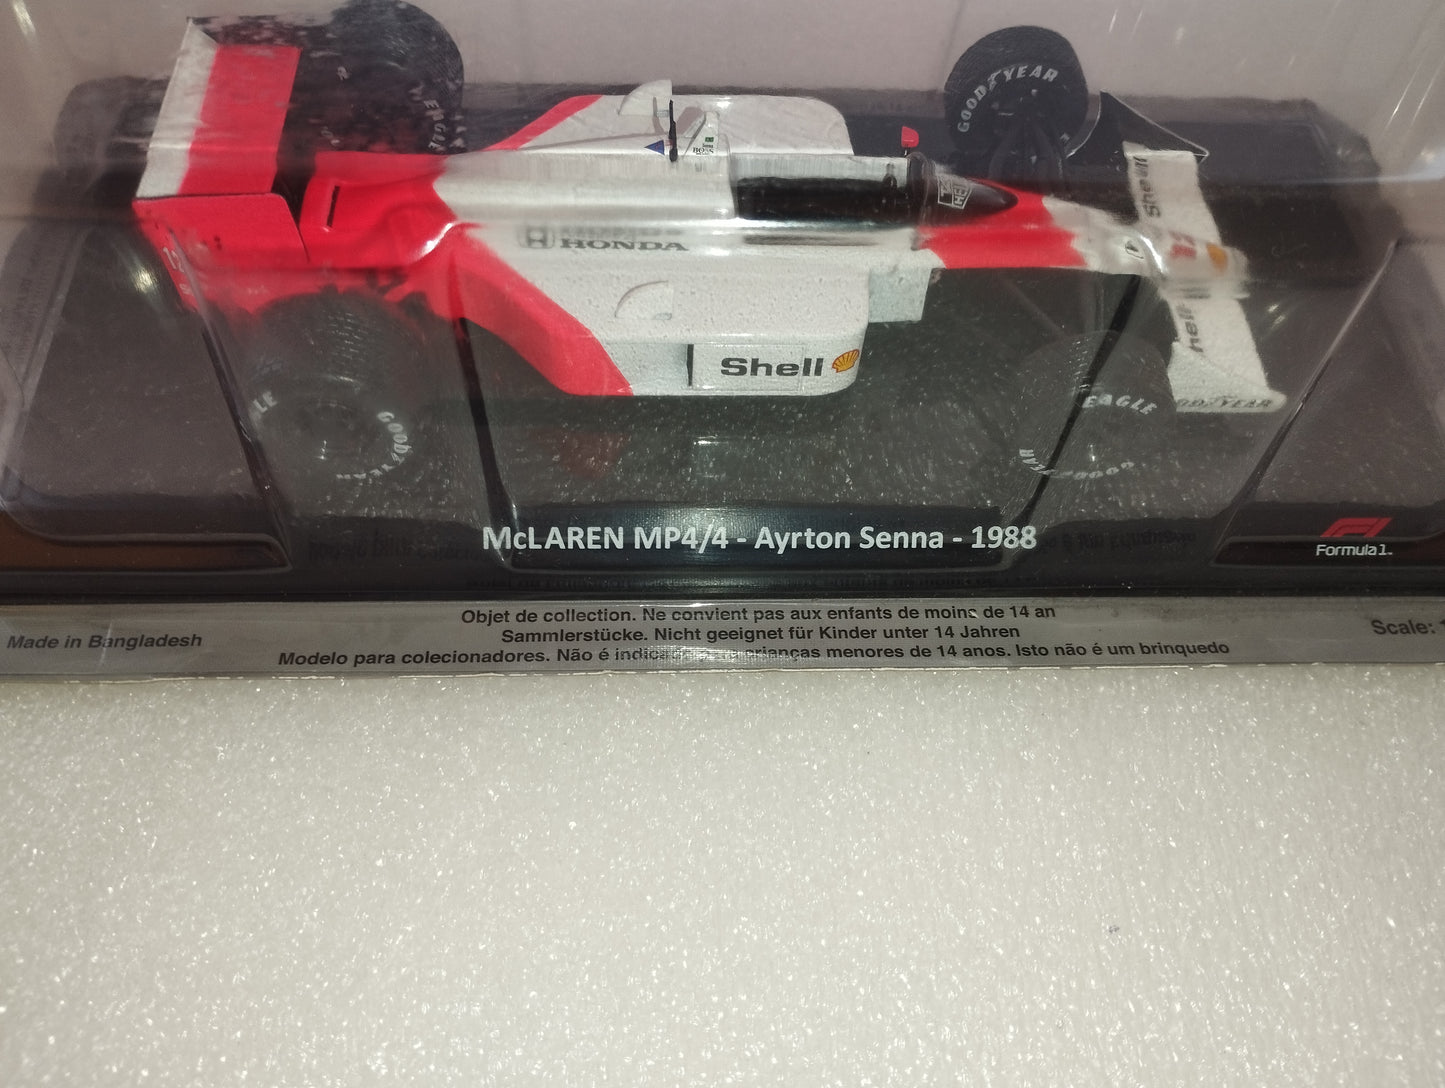 GOODYEAR
EAGLE
Shell
HONDA
12
Shell
GOODYEAR
EAGLE
GOODYEAR
McLAREN MP4/4 - Ayrton Senna - 1988
Formula 1
Objet de collection. Ne convient pas aux enfants de moins de 14 an
Made in Bangladesh
Sammlerstücke. Nicht geeignet für Kinder unter 14 Jahren
Scale:
Modelo para colecionadores. Não é crianças menores de 14 anos. Isto não é um brinquedo